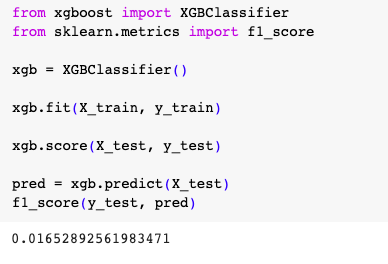 from xgboost import XGBClassifier
from sklearn.metrics import f1_score
xgb = XGBClassifier()
xgb.fit(X_train, y_train)
xgb.score(X_test, y_test)
pred = xgb.predict(X_test)
f1_score(y_test, pred)
0.01652892561983471